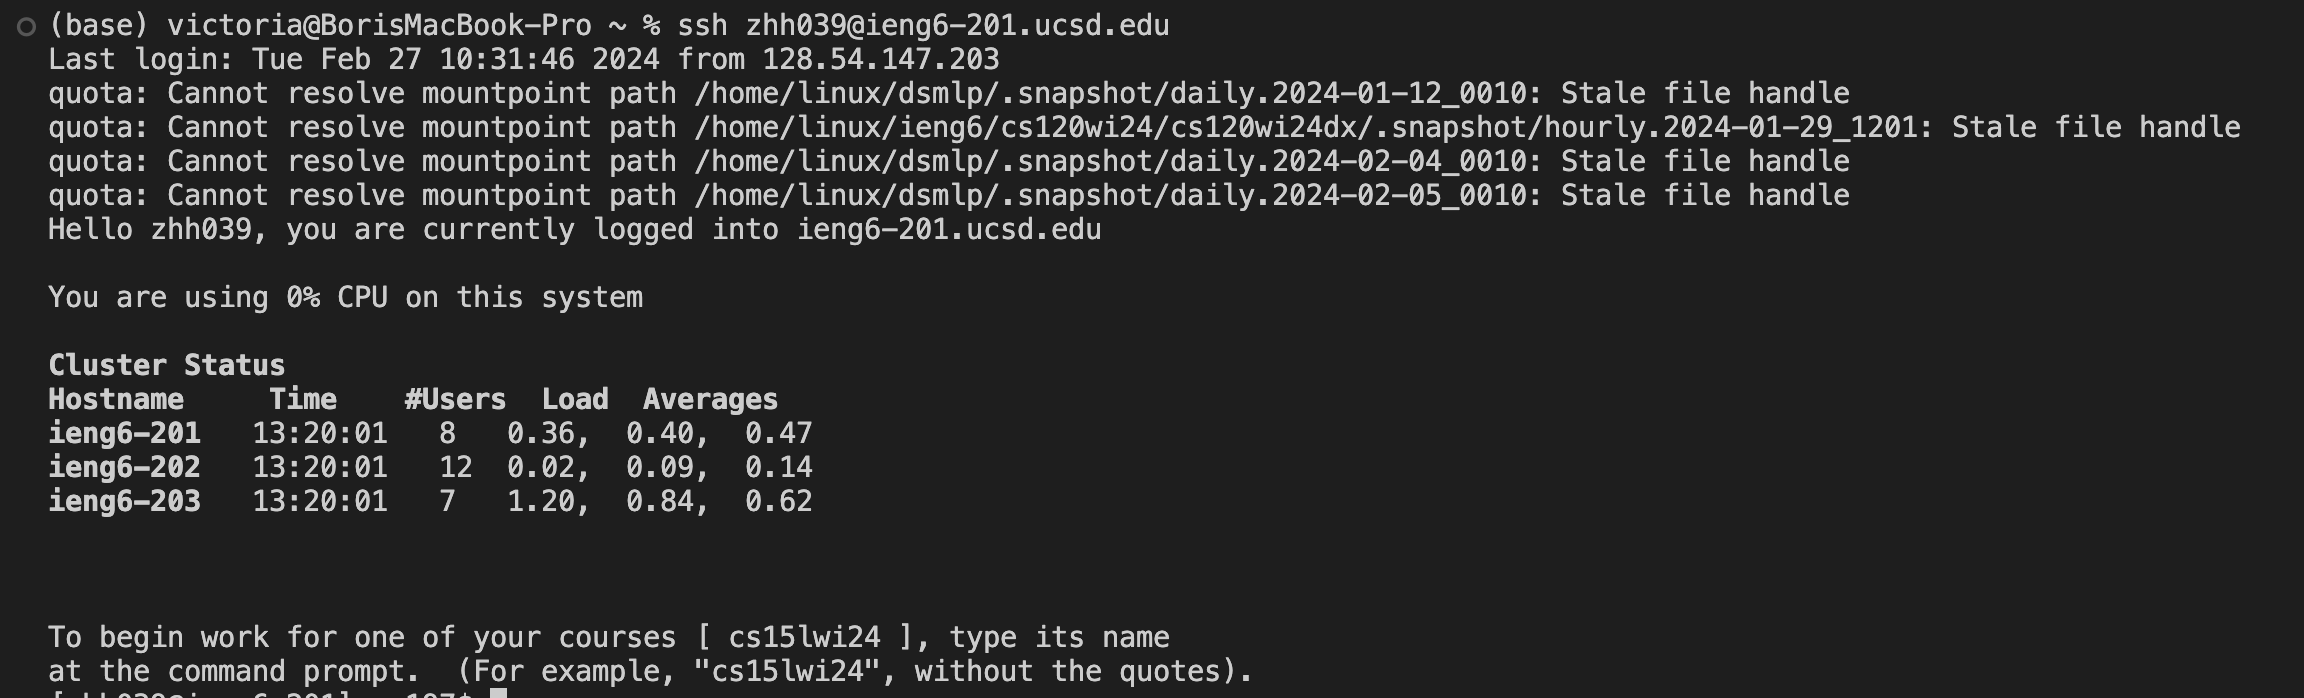 (base) victoria@BorisMacBook-Pro ~ % ssh zhh039@ieng6-201.ucsd.edu
Last login: Tue Feb 27 10:31:46 2024 from 128.54.147.203
quota: Cannot resolve mountpoint path /home/linux/dsmlp/.snapshot/daily.2024-01-12_0010: Stale file handle
quota: Cannot resolve mountpoint path /home/linux/ieng6/cs120wi24/cs120wi24dx/.snapshot/hourly.2024-01-29_1201: Stale file handle
quota: Cannot resolve mountpoint path /home/linux/dsmlp/.snapshot/daily.2024-02-04_0010: Stale file handle
quota: Cannot resolve mountpoint path /home/linux/dsmlp/.snapshot/daily.2024-02-05_0010: Stale file handle
Hello zhh039, you are currently logged into ieng6-201.ucsd.edu
You are using 0% CPU on this system
Cluster Status
Hostname     Time    #Users  Load  Averages
ieng6-201   13:20:01   8   0.36,  0.40,  0.47
ieng6-202   13:20:01   12  0.02,  0.09,  0.14
ieng6-203   13:20:01   7   1.20,  0.84,  0.62
To begin work for one of your courses [ cs15lwi24 ], type its name
at the command prompt.  (For example, "cs15lwi24", without the quotes).